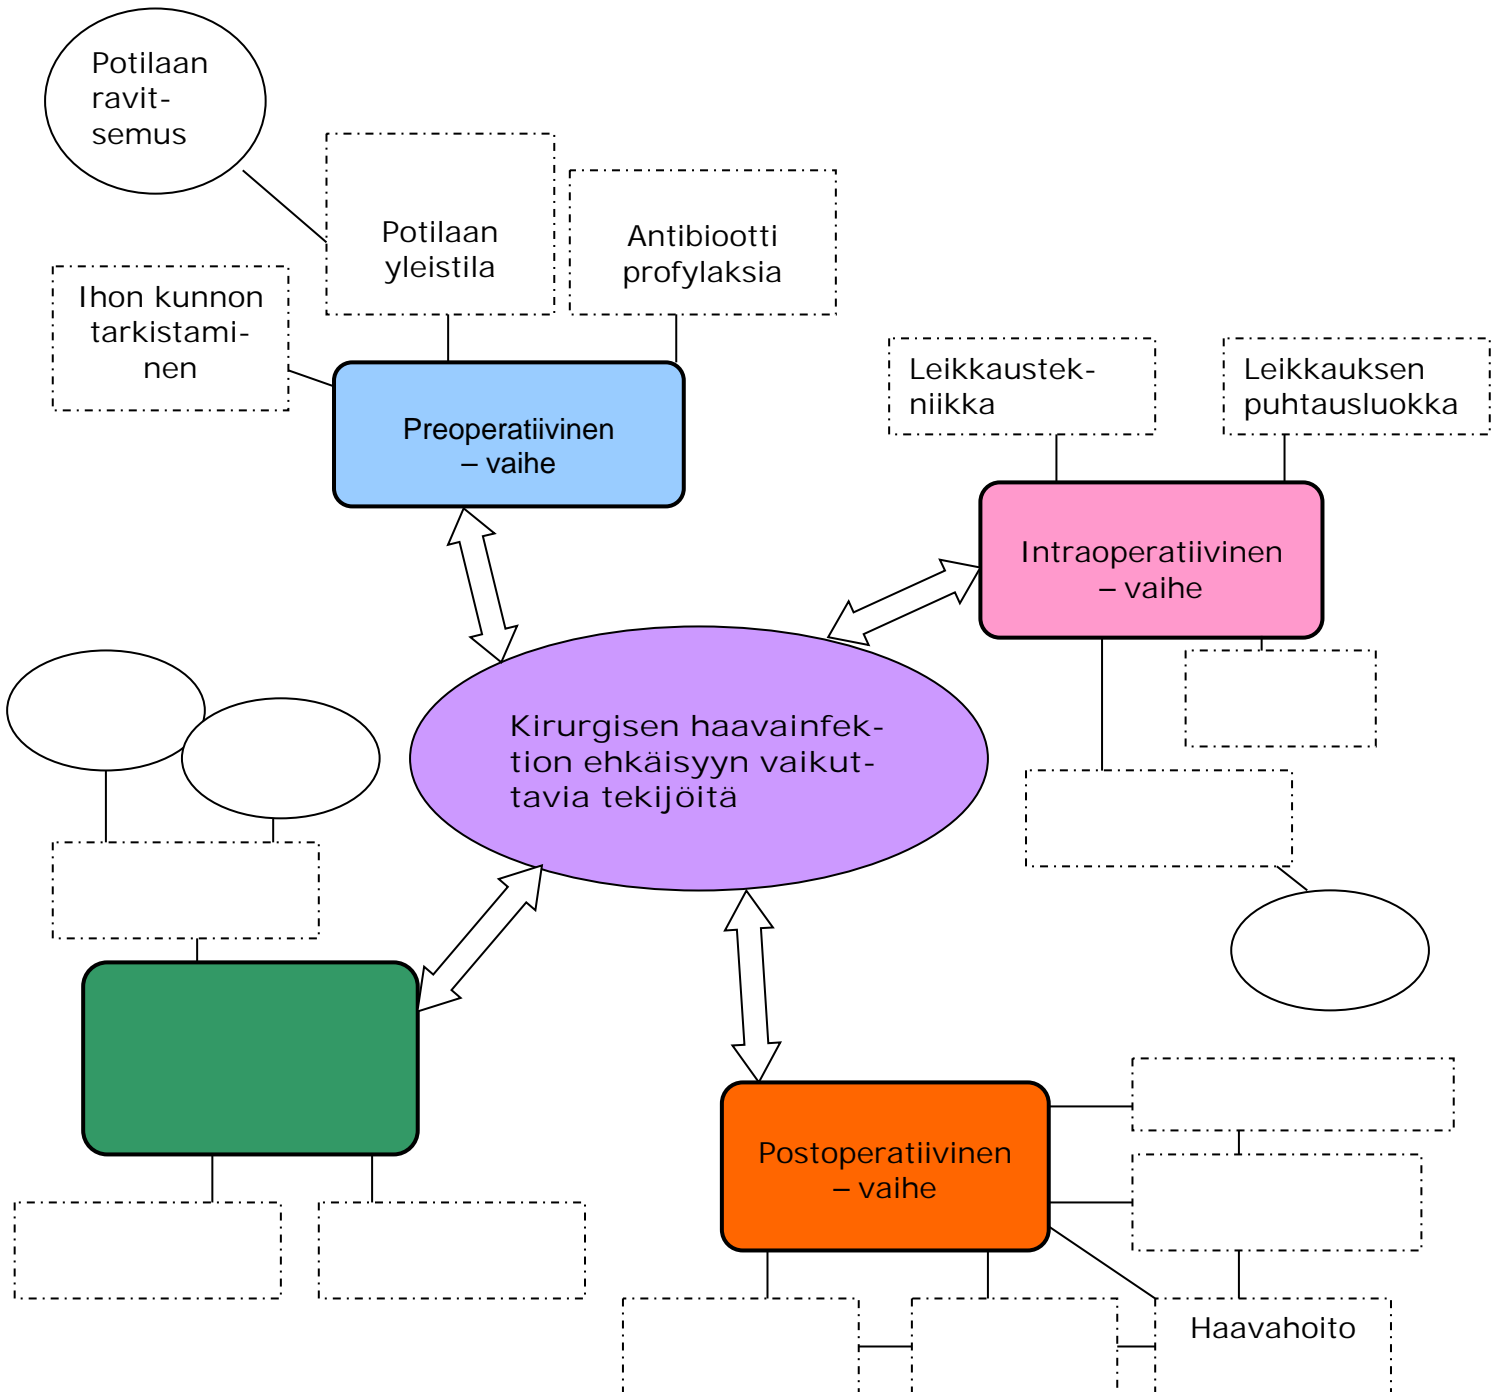 Potilaan
ravit-
semus
Potilaan
yleistila
Antibiootti
profylaksia
Ihon kunnon
tarkistami-
nen
Preoperatiivinen
– vaihe
Leikkaustek-
niikka
Leikkauksen
puhtausluokka
Intraoperatiivinen
– vaihe
Kirurgisen haavainfek-
tion ehkäisyyn vaikut-
tavia tekijöitä
Postoperatiivinen
– vaihe
Haavahoito